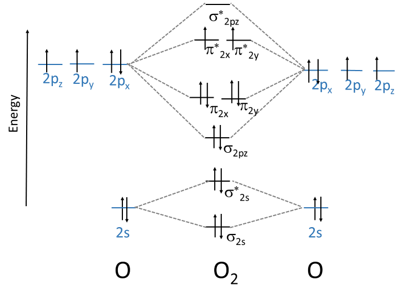 σ*2pz
π*2x π*2y
2pz 2py 2px
2px 2py 2pz
π2x π2y
σ2pz
Energy
σ*2s
2s
2s
σ2s
O O2 O